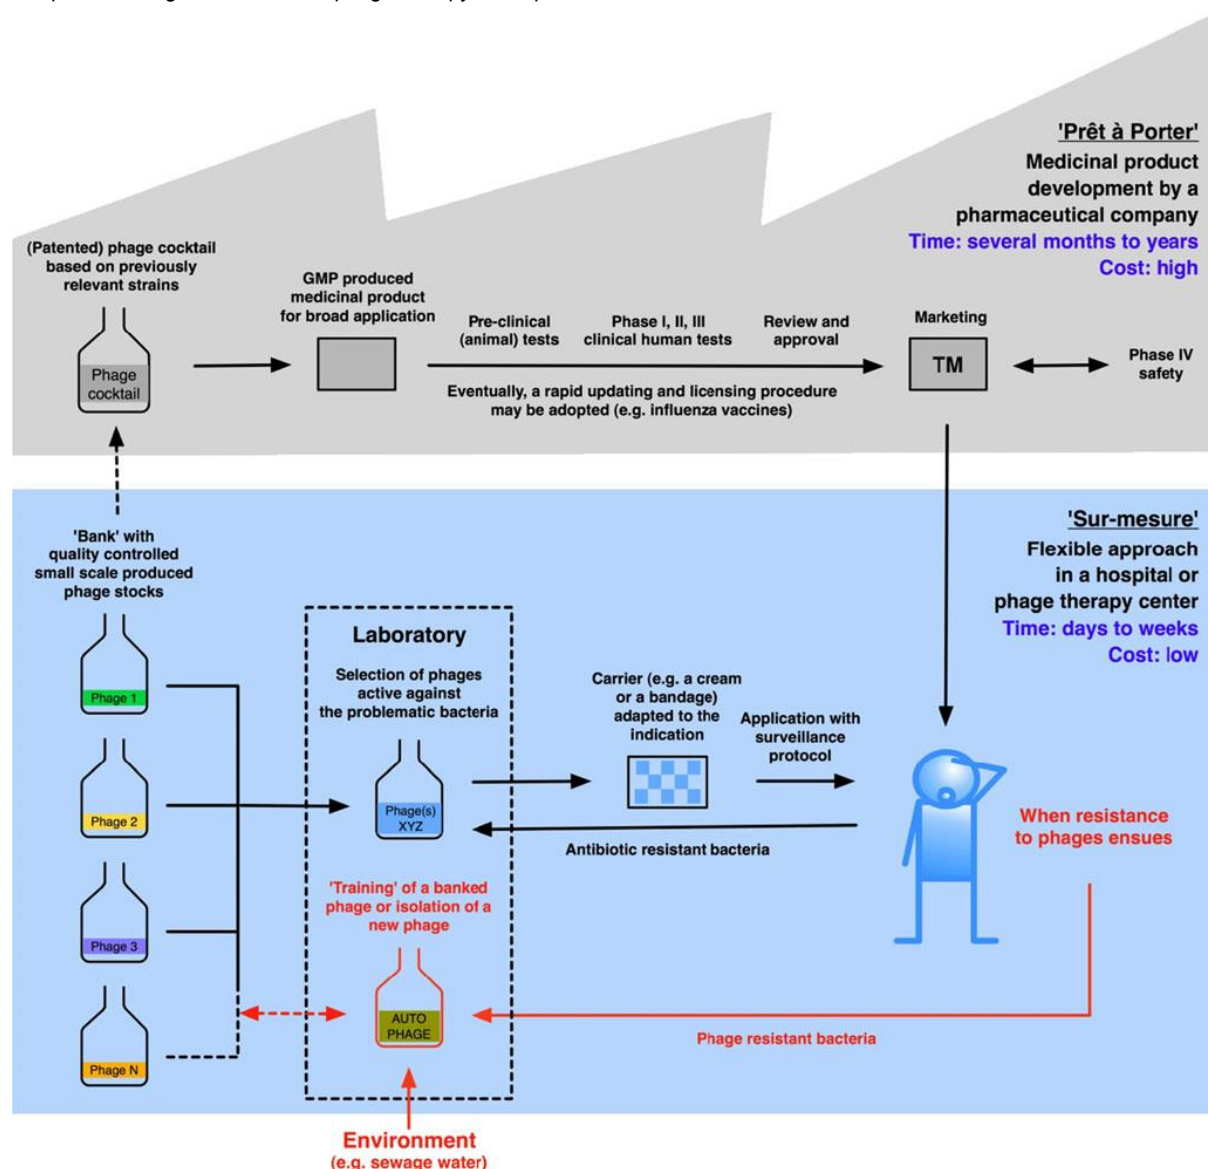 'Prêt à Porter'
Medicinal product
development by a
pharmaceutical company
Time: several months to years
Cost: high
(Patented) phage cocktail
based on previously
relevant strains
Phage
cocktail
GMP produced
medicinal product
for broad application
Pre-clinical
(animal) tests
Phase I, II, III
clinical human tests
Review and
approval
Eventually, a rapid updating and licensing procedure
may be adopted (e.g. influenza vaccines)
Marketing
TM
Phase IV
safety
'Sur-mesure'
Flexible approach
in a hospital or
phage therapy center
Time: days to weeks
Cost: low
'Bank' with
quality controlled
small scale produced
phage stocks
Phage 1
Phage 2
Phage 3
Phage N
Laboratory
Selection of phages
active against
the problematic bacteria
Phage(s)
XYZ
Carrier (e.g. a cream
or a bandage)
adapted to the
indication
Application with
surveillance
protocol
Antibiotic resistant bacteria
When resistance
to phages ensues
'Training' of a banked
phage or isolation of a
new phage
AUTO
PHAGE
Phage resistant bacteria
Environment
(e.g. sewage water)